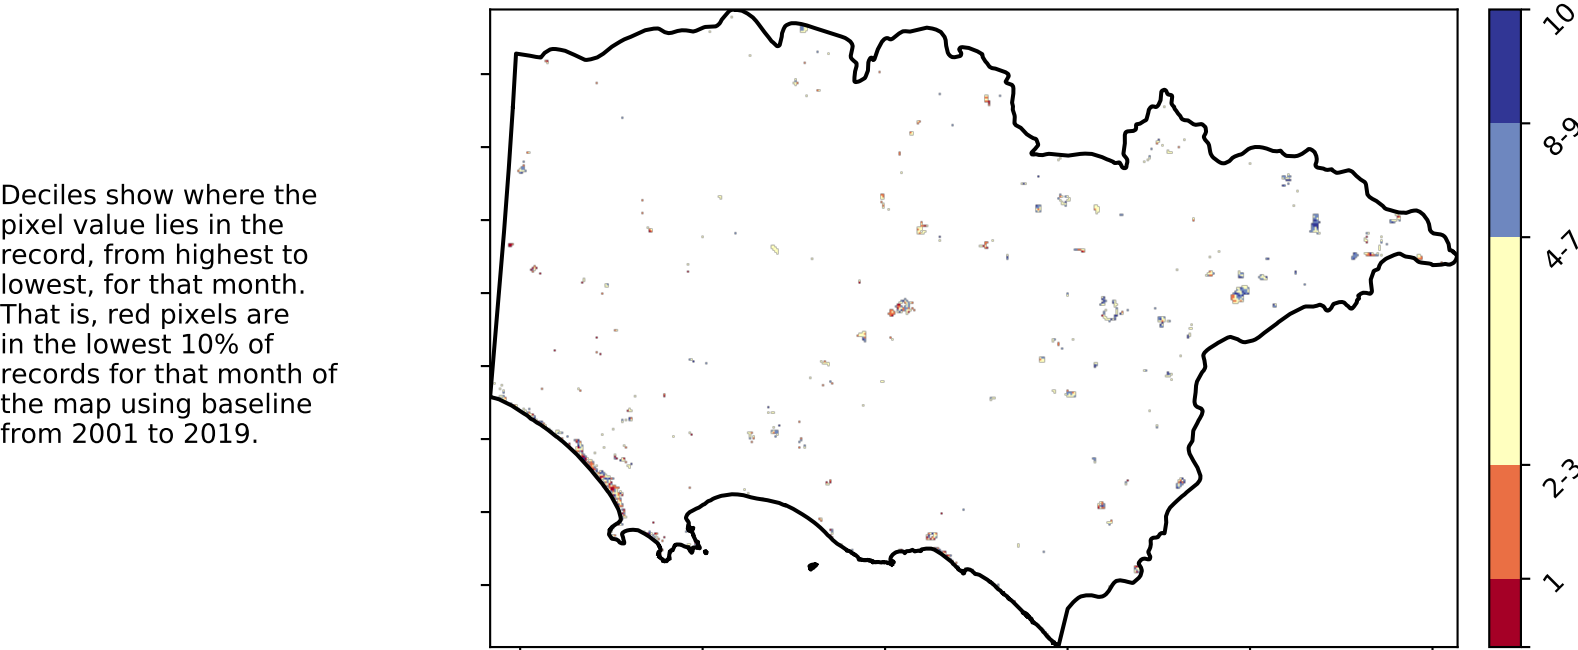 Deciles show where the
pixel value lies in the
record, from highest to
lowest, for that month.
That is, red pixels are
in the lowest 10% of
records for that month of
the map using baseline
from 2001 to 2019.
10
8-9
4-7
2-3
1